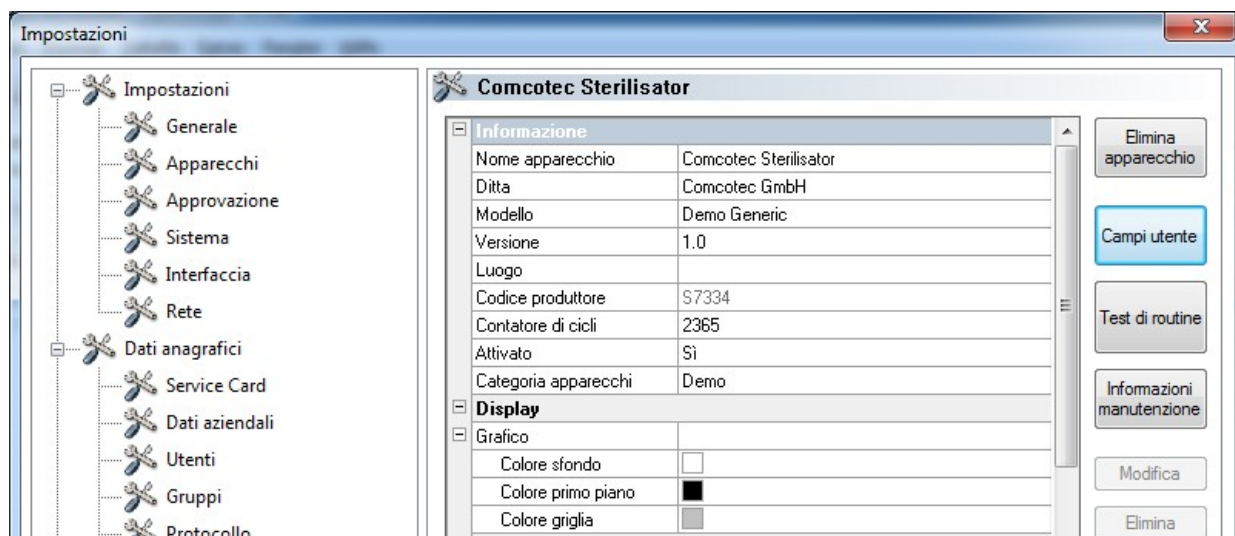 Impostazioni
Impostazioni
Generale
Apparecchi
Approvazione
Sistema
Interfaccia
Rete
Dati anagrafici
Service Card
Dati aziendali
Utenti
Gruppi
Protocollo
Comcotec Sterilisator
Informazione
Nome apparecchio Comcotec Sterilisator
Ditta Comcotec GmbH
Modello Demo Generic
Versione 1.0
Luogo
Codice produttore S7334
Contatore di cicli 2365
Attivato Sì
Categoria apparecchi Demo
Display
Grafico
Colore sfondo
Colore primo piano
Colore griglia
Elimina
apparecchio
Campi utente
Test di routine
Informazioni
manutenzione
Modifica
Elimina